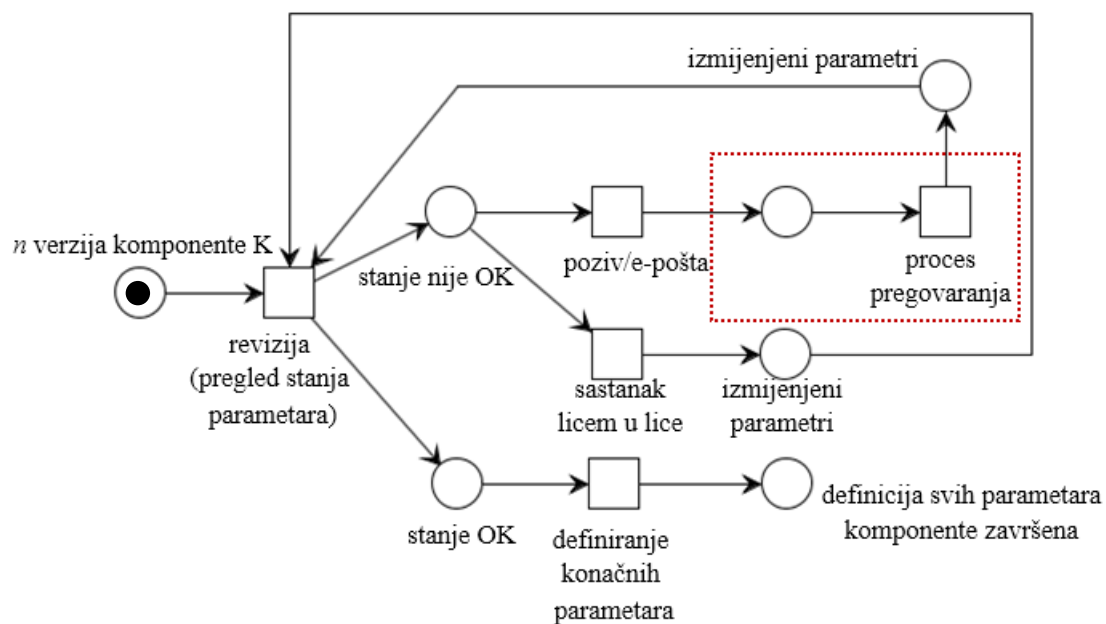 izmijenjeni parametri
n verzija komponente K
stanje nije OK
poziv/e-pošta
proces
pregovaranja
revizija
(pregled stanja
parametara)
sastanak
licem u lice
izmijenjeni
parametri
stanje OK
definiranje
konačnih
parametara
definicija svih parametara
komponente završena